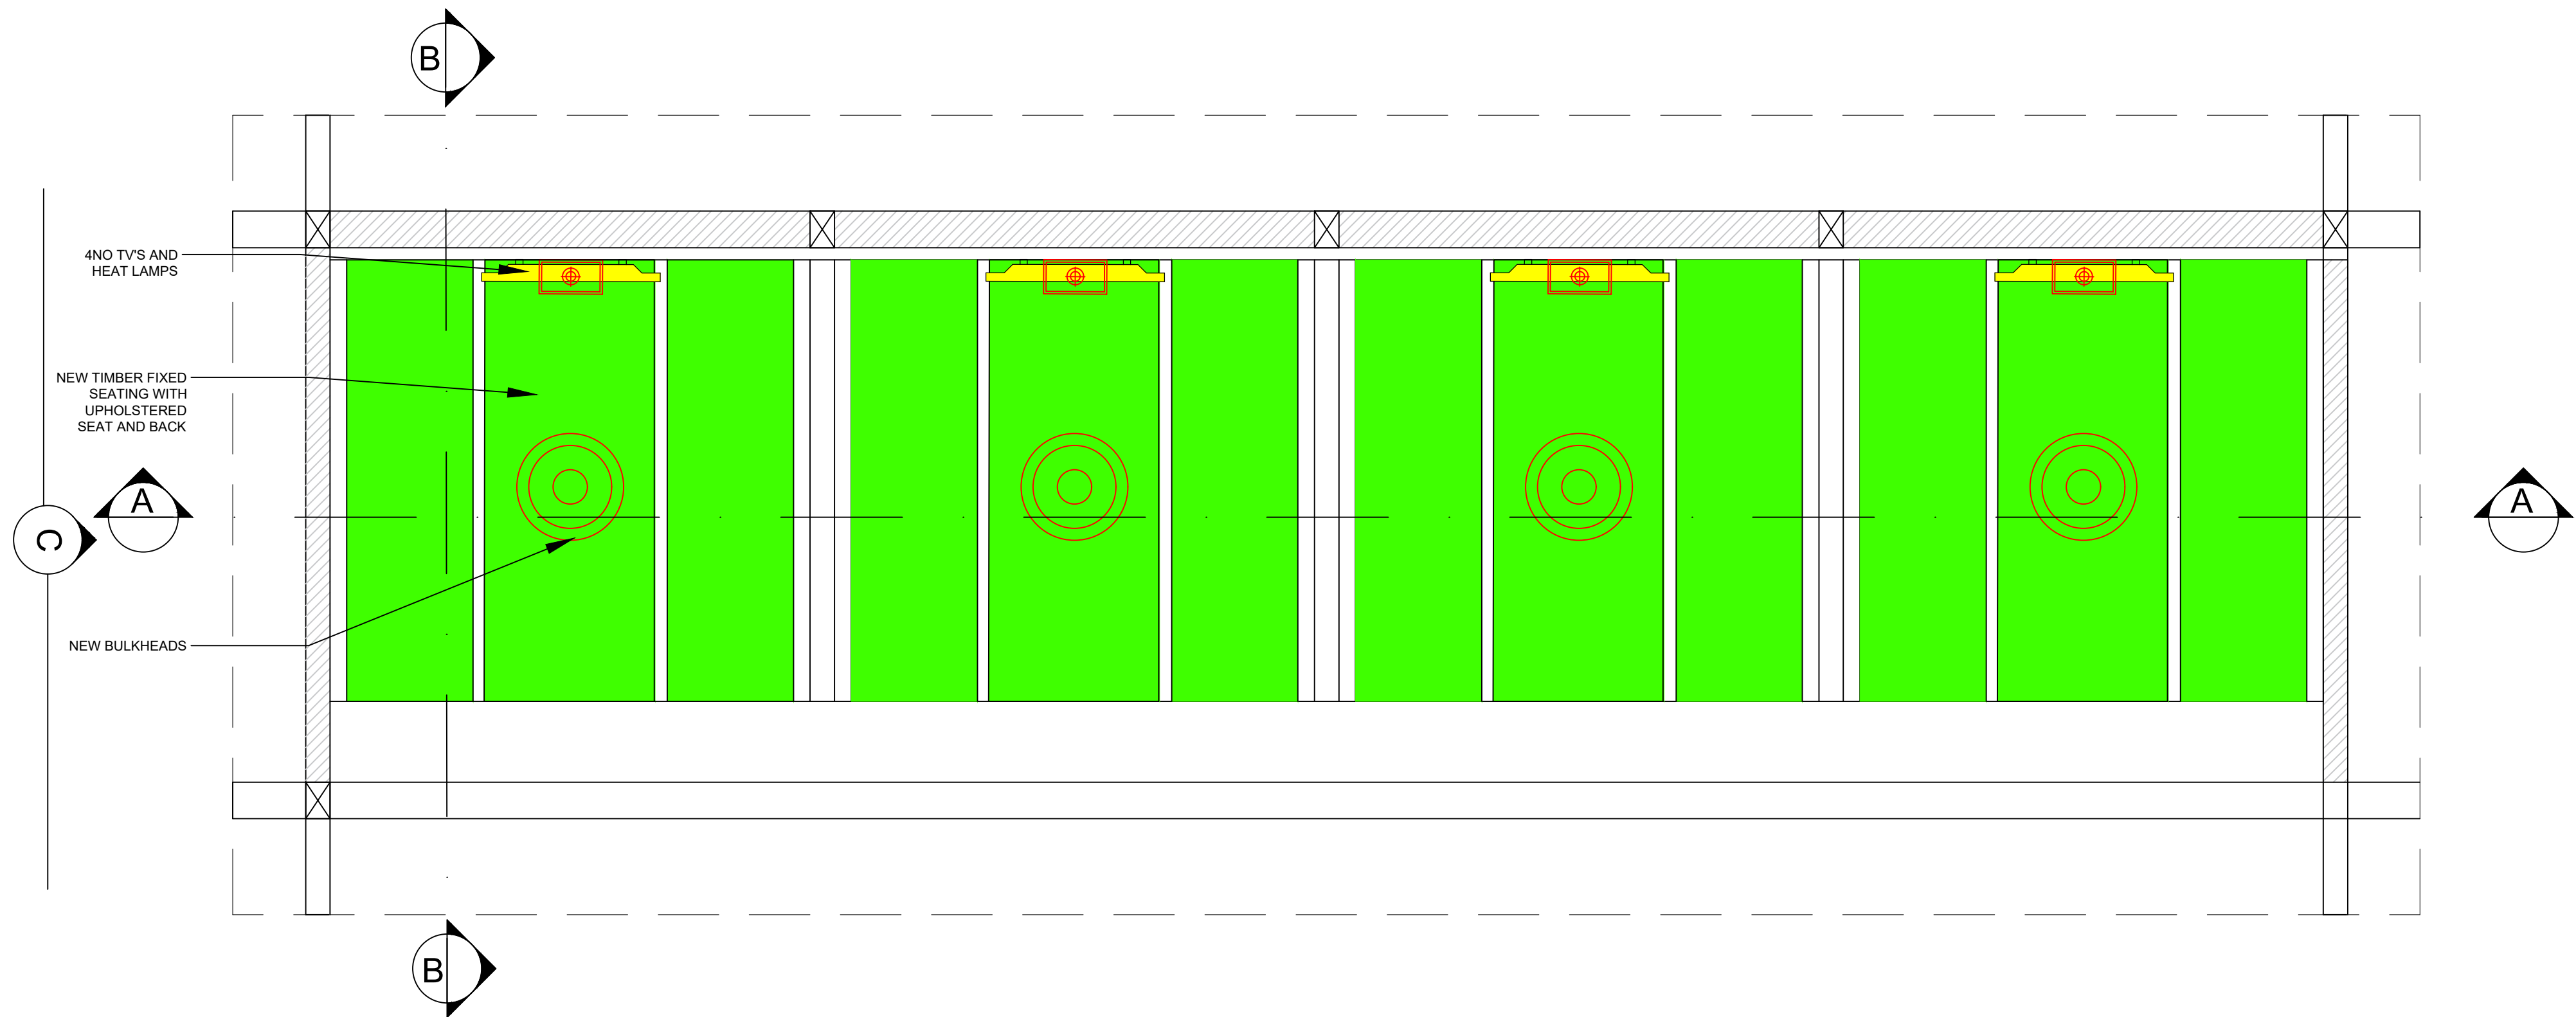 B
4NO TV'S AND
HEAT LAMPS
NEW TIMBER FIXED
SEATING WITH
UPHOLSTERED
SEAT AND BACK
A
A
C
NEW BULKHEADS
B